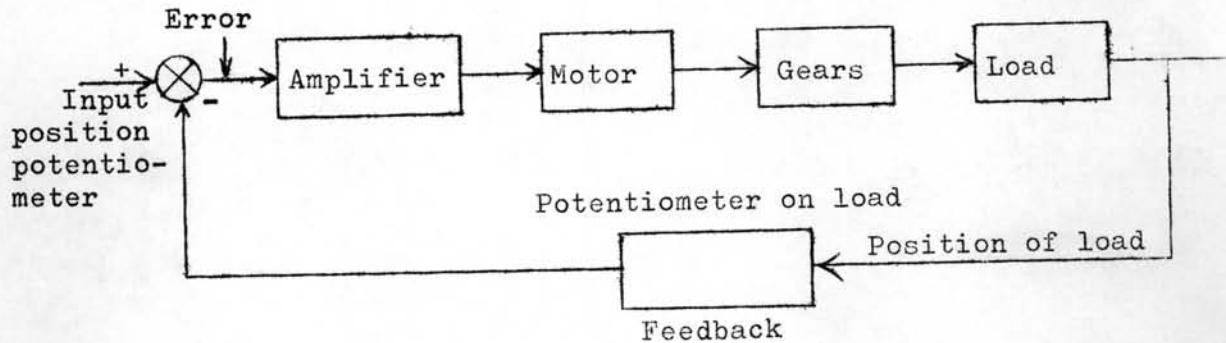 Error
+
-
Input
position
potentio-
meter
Amplifier
Motor
Gears
Load
Potentiometer on load
Position of load
Feedback